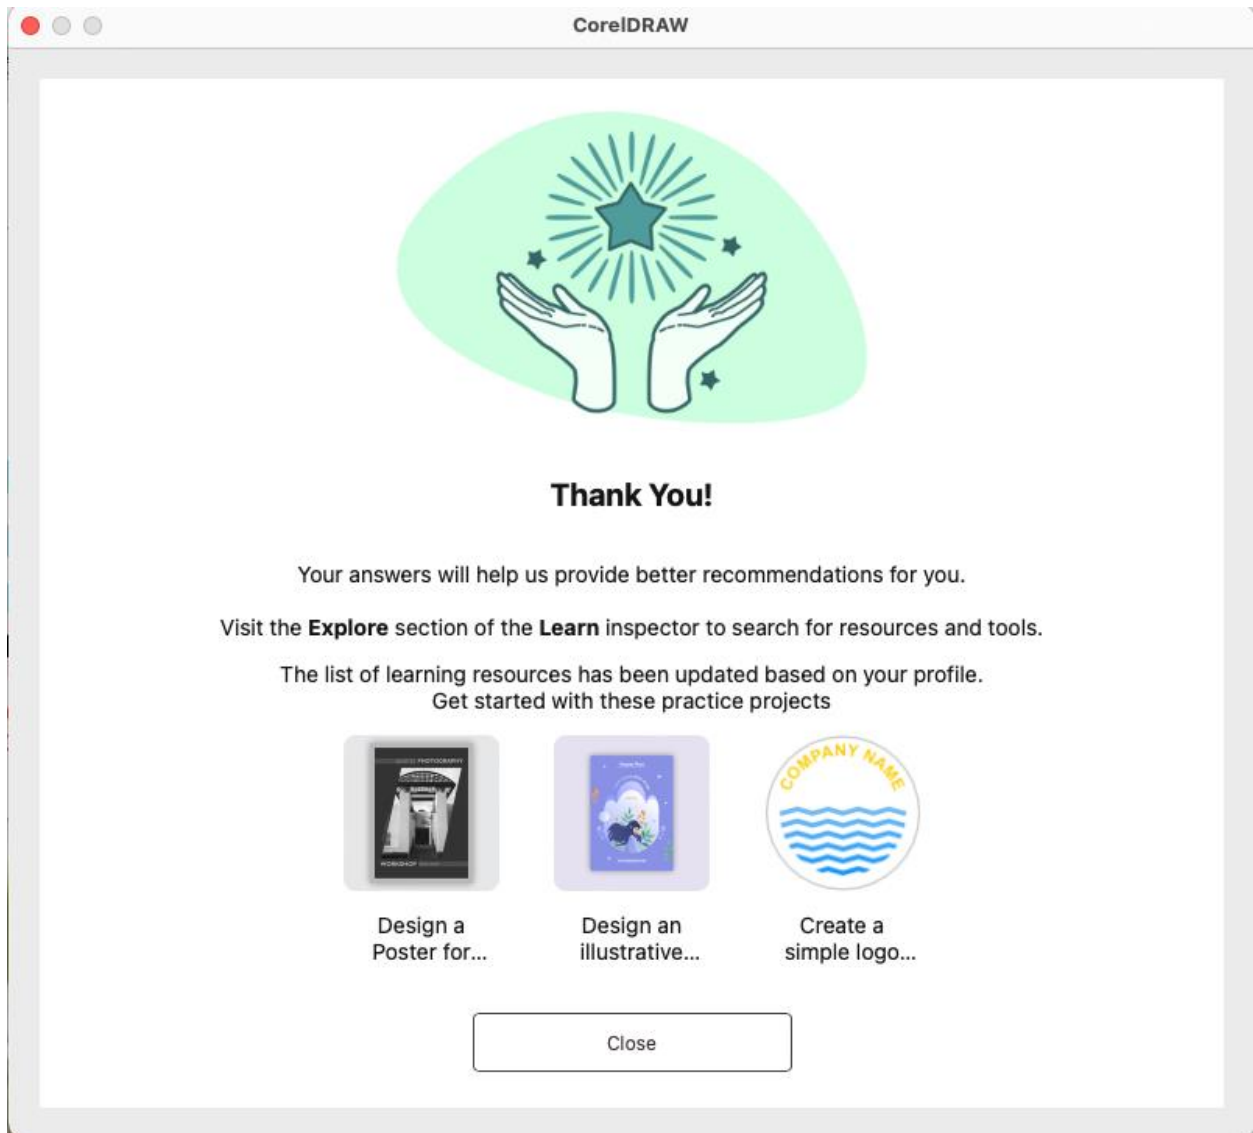 CorelDRAW
Thank You!
Your answers will help us provide better recommendations for you.
Visit the Explore section of the Learn inspector to search for resources and tools.
The list of learning resources has been updated based on your profile.
Get started with these practice projects
PHOTOGRAPHY
WORKSHOP
COMPANY NAME
Design a
Poster for...
Design an
illustrative...
Create a
simple logo...
Close